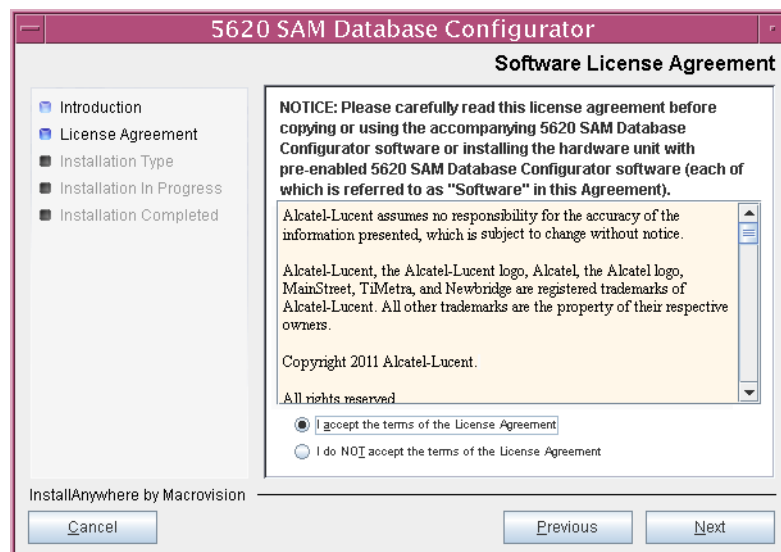 5620 SAM Database Configurator
Software License Agreement
Introduction
License Agreement
Installation Type
Installation In Progress
Installation Completed
NOTICE: Please carefully read this license agreement before
copying or using the accompanying 5620 SAM Database
Configurator software or installing the hardware unit with
pre-enabled 5620 SAM Database Configurator software (each of
which is referred to as "Software" in this Agreement).
Alcatel-Lucent assumes no responsibility for the accuracy of the
information presented, which is subject to change without notice.
Alcatel-Lucent, the Alcatel-Lucent logo, Alcatel, the Alcatel logo,
MainStreet, TiMetra, and Newbridge are registered trademarks of
Alcatel-Lucent. All other trademarks are the property of their respective
owners.
Copyright 2011 Alcatel-Lucent.
All rights reserved
I accept the terms of the License Agreement
I do NOT accept the terms of the License Agreement
InstallAnywhere by Macrovision
Cancel
Previous
Next